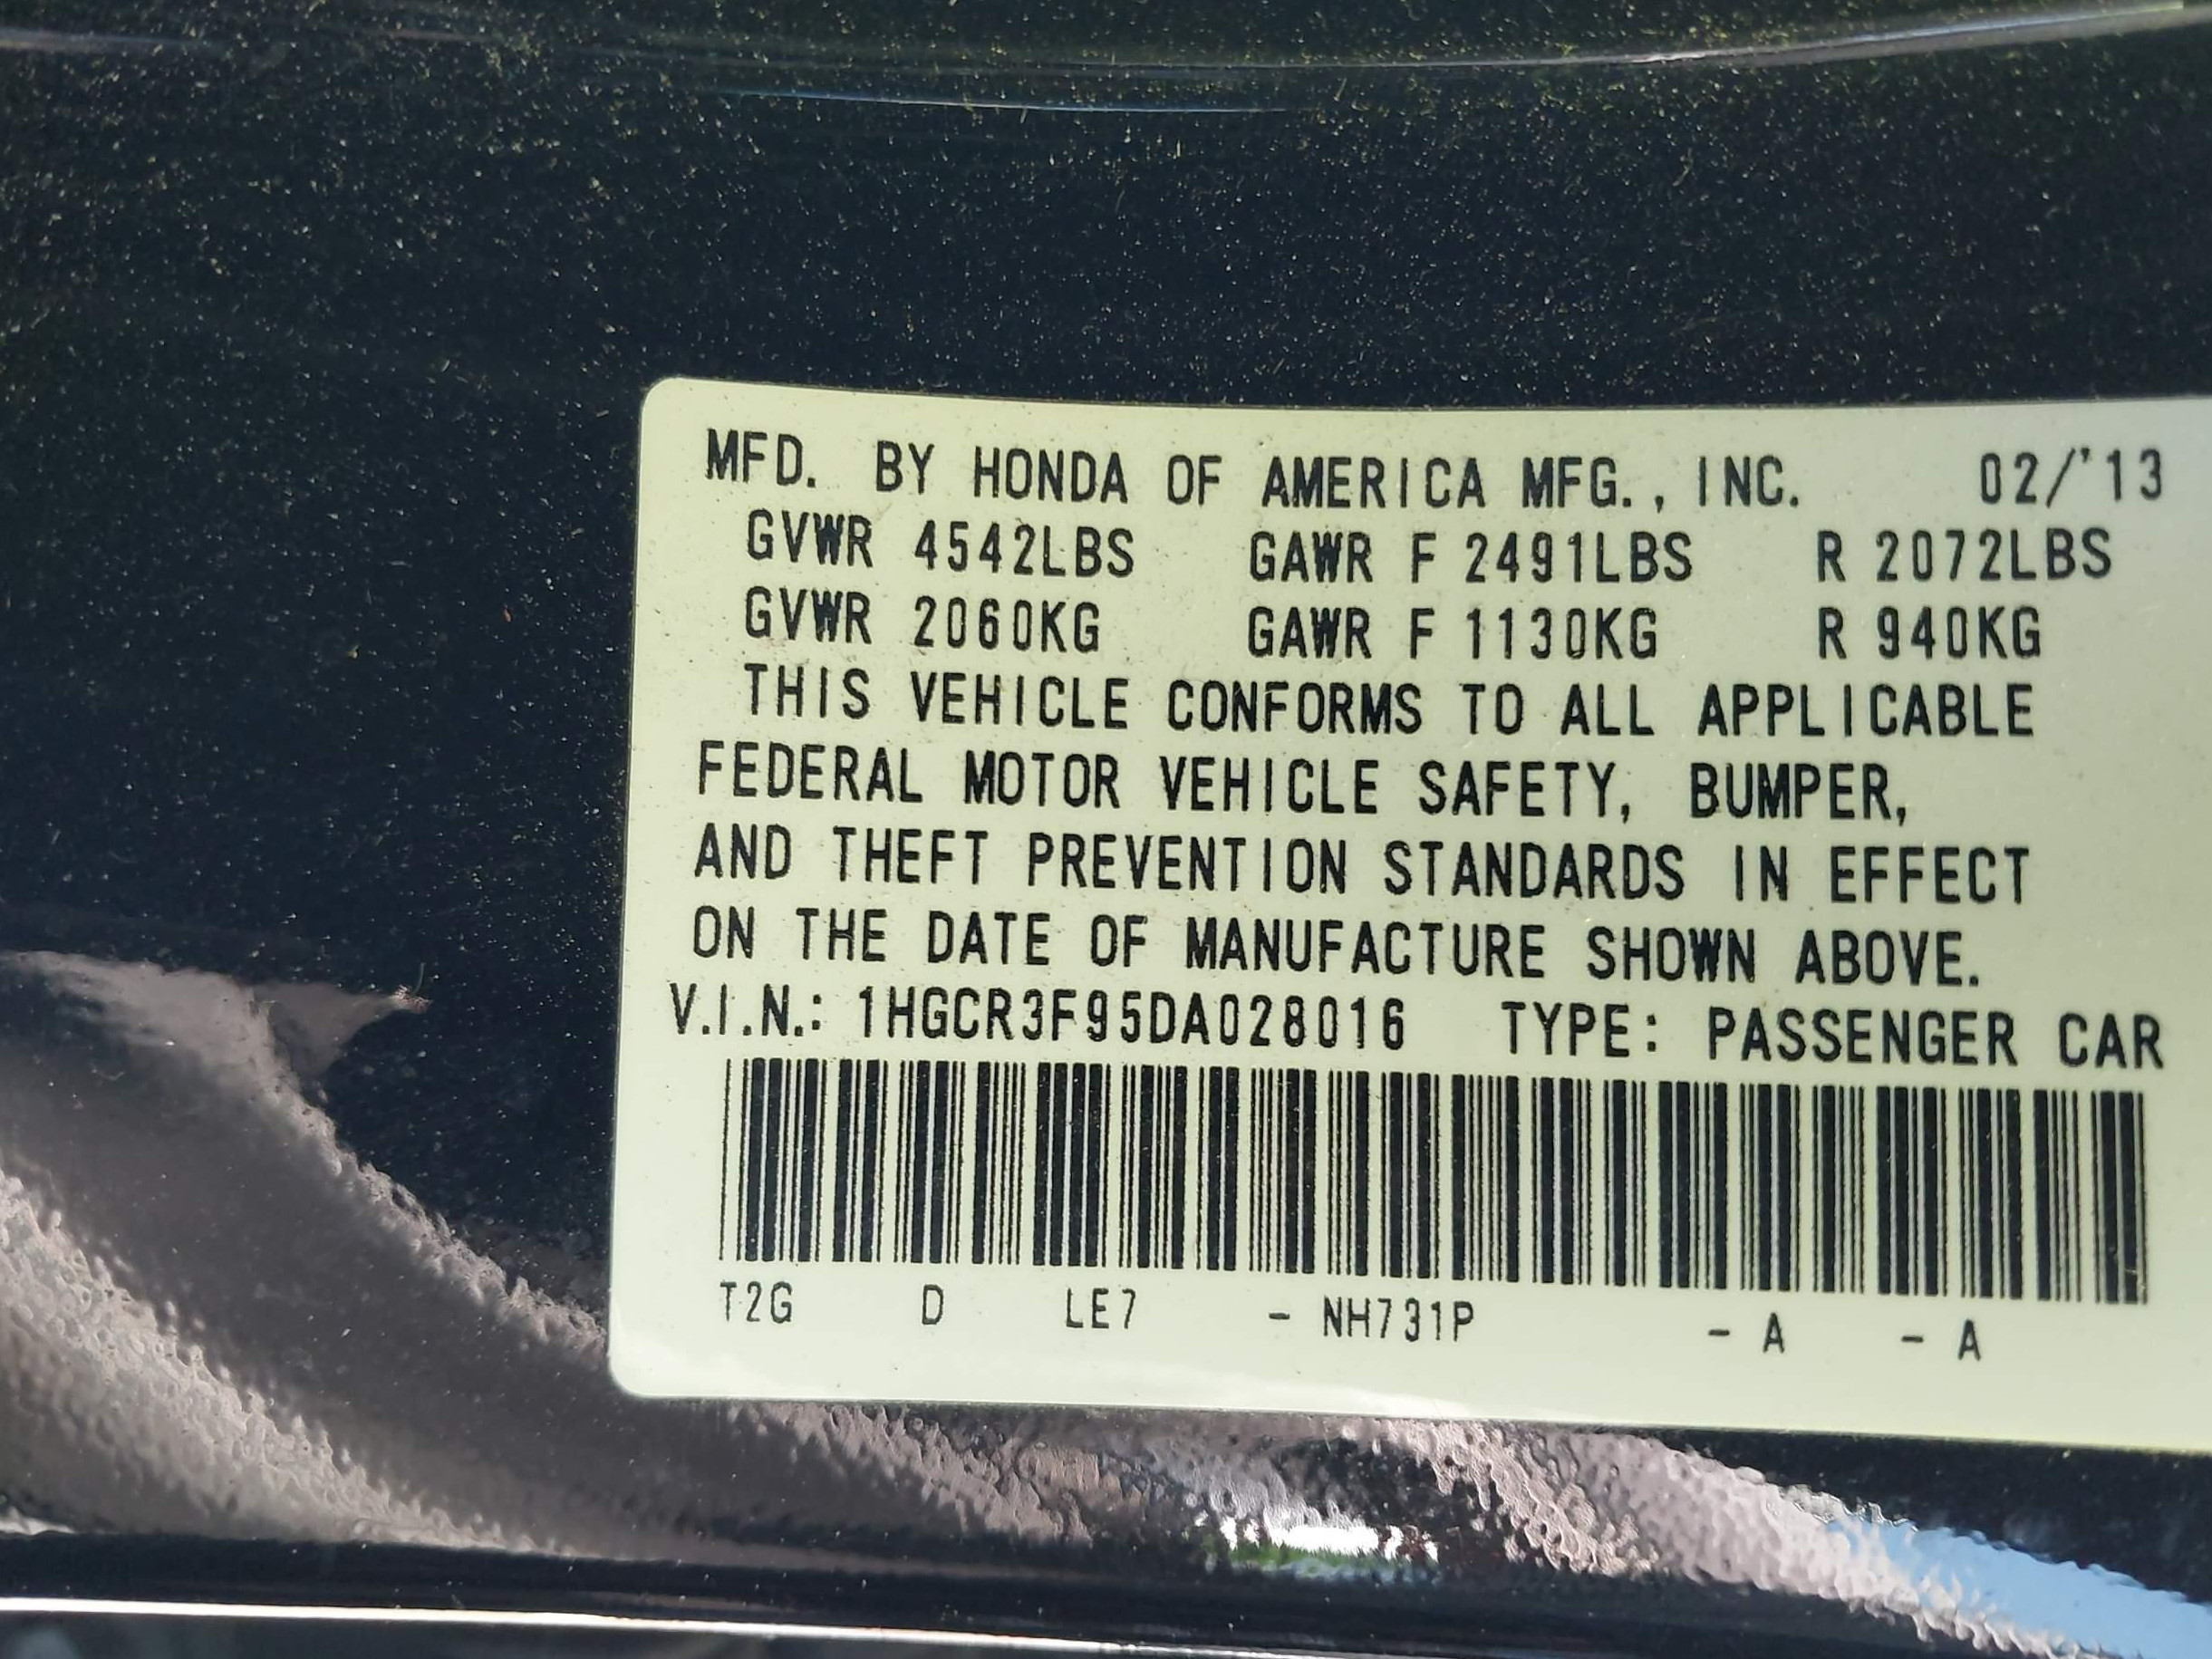 MFD. BY HONDA OF AMERICA MFG., INC. 02/'13
GVWR 4542LBS GAWR F 2491LBS R 2072LBS
GVWR 2060KG GAWR F 1130KG R 940KG
THIS VEHICLE CONFORMS TO ALL APPLICABLE
FEDERAL MOTOR VEHICLE SAFETY, BUMPER,
AND THEFT PREVENTION STANDARDS IN EFFECT
ON THE DATE OF MANUFACTURE SHOWN ABOVE.
V.I.N.: 1HGCR3F95DA028016 TYPE: PASSENGER CAR
T2G D LE7 - NH731P - A - A